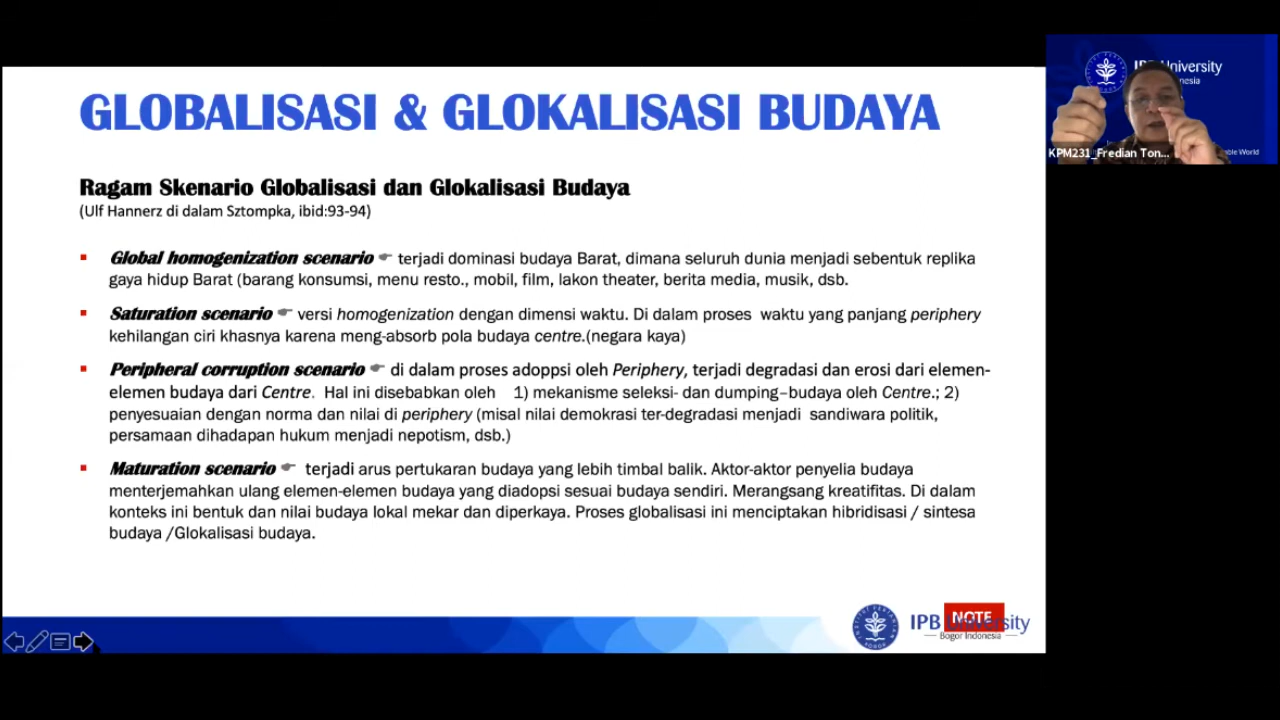 GLOBALISASI & GLOKALISASI BUDAYA
Ragam Skenario Globalisasi dan Glokalisasi Budaya
(Ulf Hannerz di dalam Sztompka, ibid:93-94)
Global homogenization scenario ☛ terjadi dominasi budaya Barat, dimana seluruh dunia menjadi sebentuk replika
gaya hidup Barat (barang konsumsi, menu resto., mobil, film, lakon theater, berita media, musik, dsb.
Saturation scenario ☛ versi homogenization dengan dimensi waktu. Di dalam proses waktu yang panjang periphery
kehilangan ciri khasnya karena meng-absorb pola budaya centre.(negara kaya)
Peripheral corruption scenario ☛ di dalam proses adoppsi oleh Periphery, terjadi degradasi dan erosi dari elemen-
elemen budaya dari Centre. Hal ini disebabkan oleh 1) mekanisme seleksi- dan dumping–budaya oleh Centre.; 2)
penyesuaian dengan norma dan nilai di periphery (misal nilai demokrasi ter-degradasi menjadi sandiwara politik,
persamaan dihadapan hukum menjadi nepotism, dsb.)
Maturation scenario ☛ terjadi arus pertukaran budaya yang lebih timbal balik. Aktor-aktor penyelia budaya
menterjemahkan ulang elemen-elemen budaya yang diadopsi sesuai budaya sendiri. Merangsang kreatifitas. Di dalam
konteks ini bentuk dan nilai budaya lokal mekar dan diperkaya. Proses globalisasi ini menciptakan hibridisasi / sintesa
budaya /Glokalisasi budaya.
NOTE
IPB University
Bogor Indonesia
IPB University
KPM231_Fredian Ton...
World